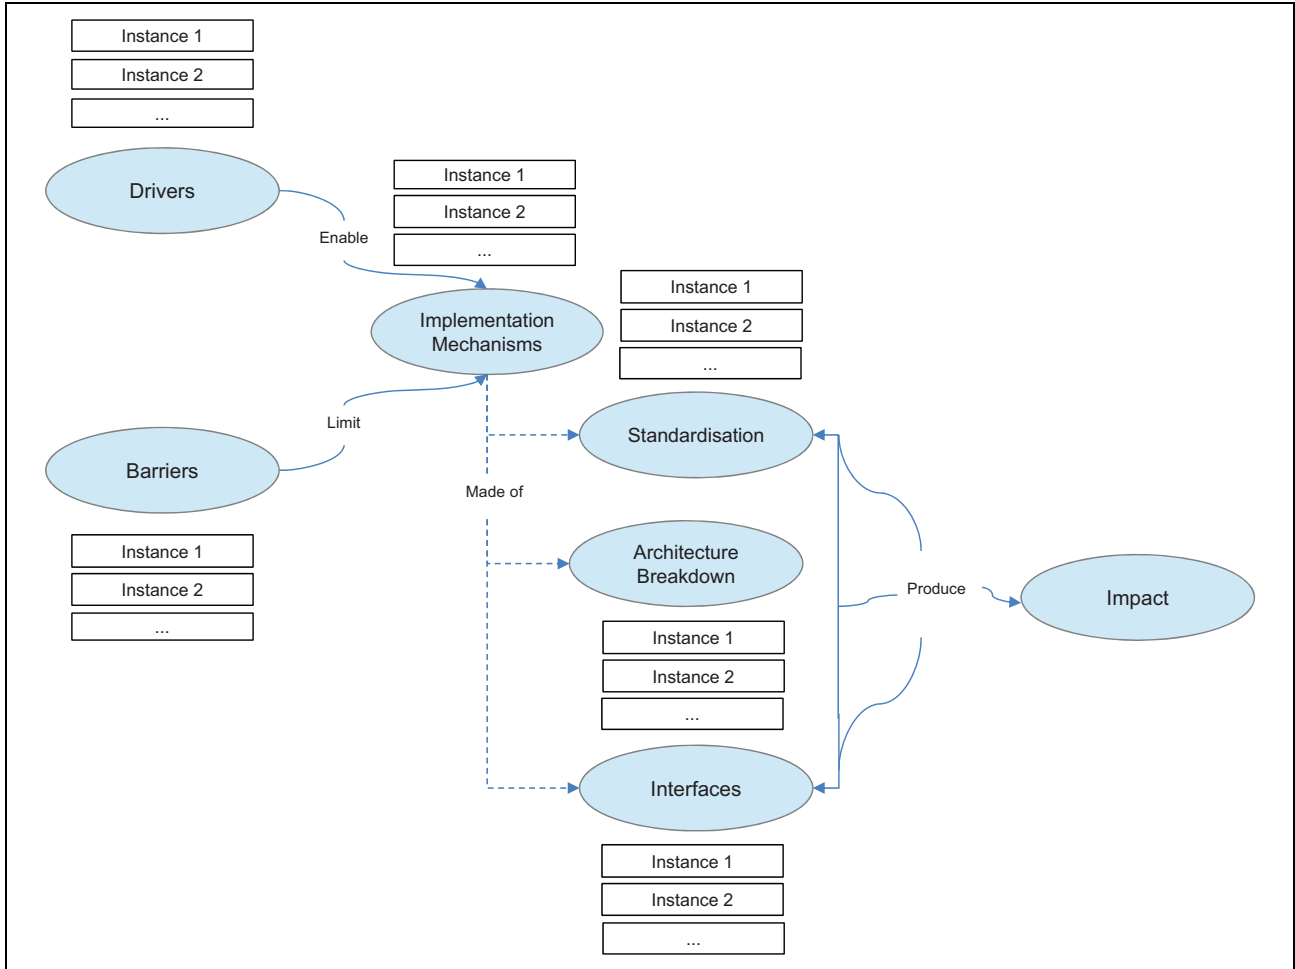 Instance 1
Instance 2
...
Drivers
Enable
Instance 1
Instance 2
...
Implementation
Mechanisms
Limit
Barriers
Instance 1
Instance 2
...
Made of
Instance 1
Instance 2
...
Standardisation
Architecture
Breakdown
Instance 1
Instance 2
...
Interfaces
Instance 1
Instance 2
...
Produce
Impact